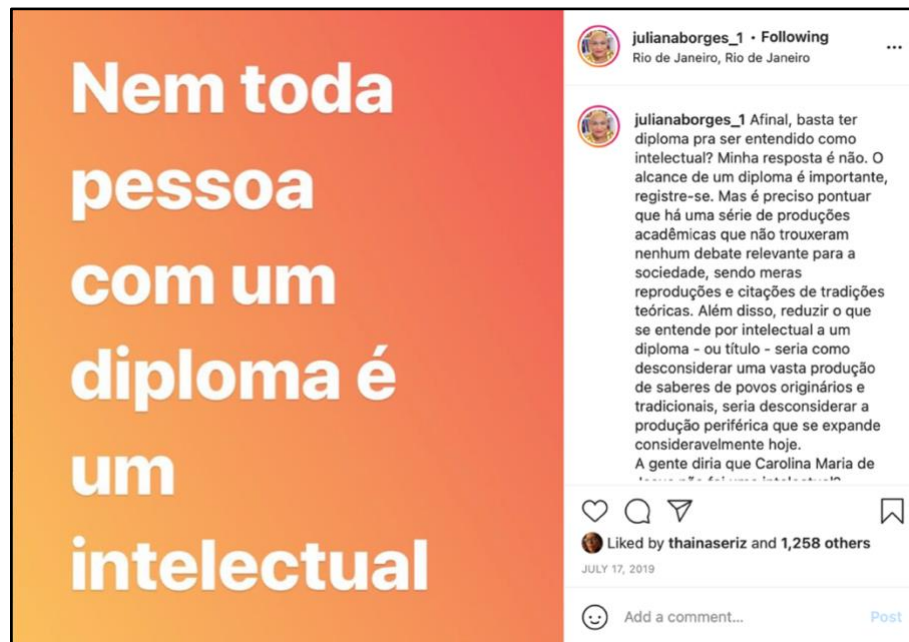 Nem toda
pessoa
com um
diploma é
um
intelectual
julianaborges_1 • Following
Rio de Janeiro, Rio de Janeiro
julianaborges_1 Afinal, basta ter
diploma pra ser entendido como
intelectual? Minha resposta é não. O
alcance de um diploma é importante,
registre-se. Mas é preciso pontuar
que há uma série de produções
acadêmicas que não trouxeram
nenhum debate relevante para a
sociedade, sendo meras
reproduções e citações de tradições
teóricas. Além disso, reduzir o que
se entende por intelectual a um
diploma - ou título - seria como
desconsiderar uma vasta produção
de saberes de povos originários e
tradicionais, seria desconsiderar a
produção periférica que se expande
consideravelmente hoje.
A gente diria que Carolina Maria de
Liked by thainaseriz and 1,258 others
JULY 17, 2019
Add a comment...
Post